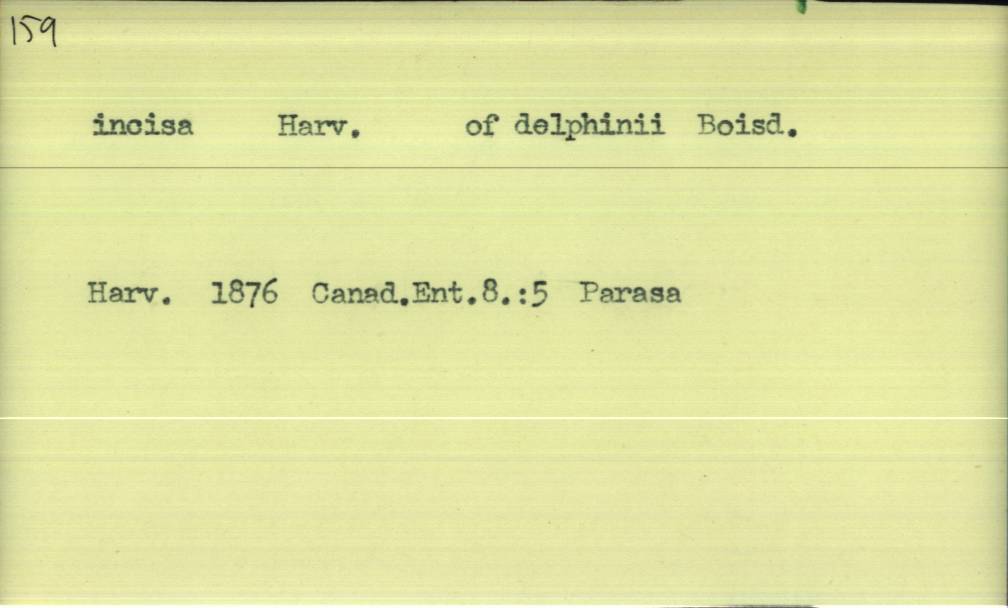 159
incisa Harv. of delphinii Boisd.
Harv. 1876 Canad.Ent.8.:5 Parasa